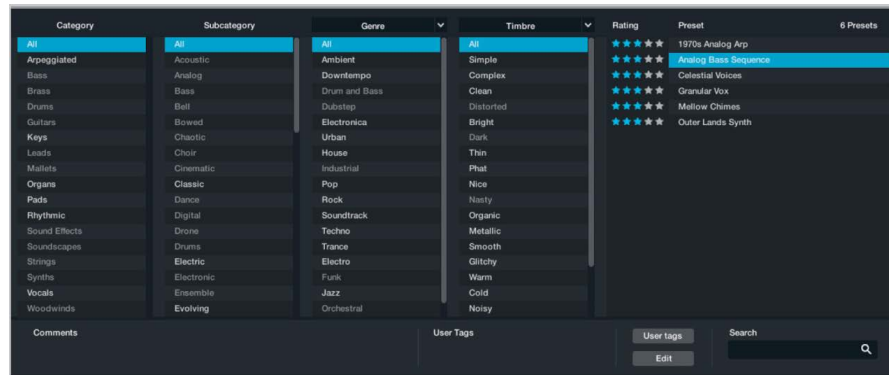 Category Subcategory Genre Timbre Rating Preset 6 Presets
All All All All 1970s Analog Arp
Arpeggiated Acoustic Ambient Simple Analog Bass Sequence
Bass Analog Downtempo Complex Celestial Voices
Brass Bass Drum and Bass Clean Granular Vox
Drums Bell Dubstep Distorted Mellow Chimes
Guitars Bowed Electronica Bright Outer Lands Synth
Keys Chaotic Urban Dark
Leads Choir House Thin
Mallets Cinematic Industrial Phat
Organs Classic Pop Nice
Pads Dance Rock Nasty
Rhythmic Digital Soundtrack Organic
Sound Effects Drone Techno Metallic
Soundscapes Drums Trance Smooth
Strings Electric Electro Glitchy
Synths Electronic Funk Warm
Vocals Ensemble Jazz Cold
Woodwinds Evolving Orchestral Noisy
Comments User Tags User tags Search
Edit